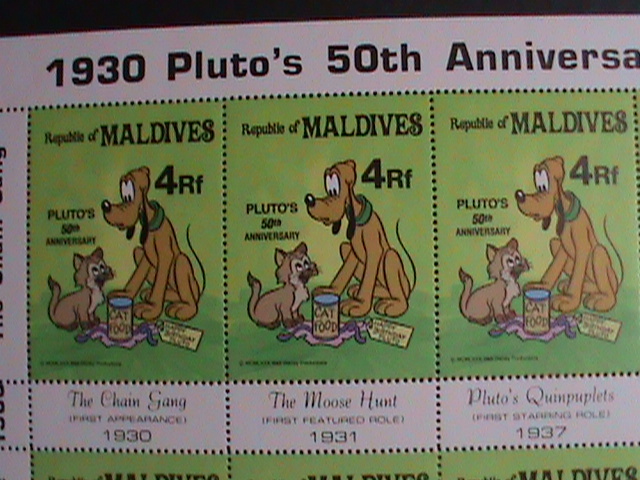 1930 Pluto's 50th Anniversa
Republic of MALDIVES
4Rf
PLUTO'S
50th
ANNIVERSARY
CAT
FOOD
Republic of MALDIVES
4Rf
PLUTO'S
50th
ANNIVERSARY
CAT
FOOD
Republic of MALDIVES
4Rf
PLUTO'S
50th
ANNIVERSARY
CAT
FOOD
The Chain Gang
(FIRST APPEARANCE)
1930
The Moose Hunt
(FIRST FEATURED ROLE)
1931
Pluto's Quinpuplets
(FIRST STARRING ROLE)
1937